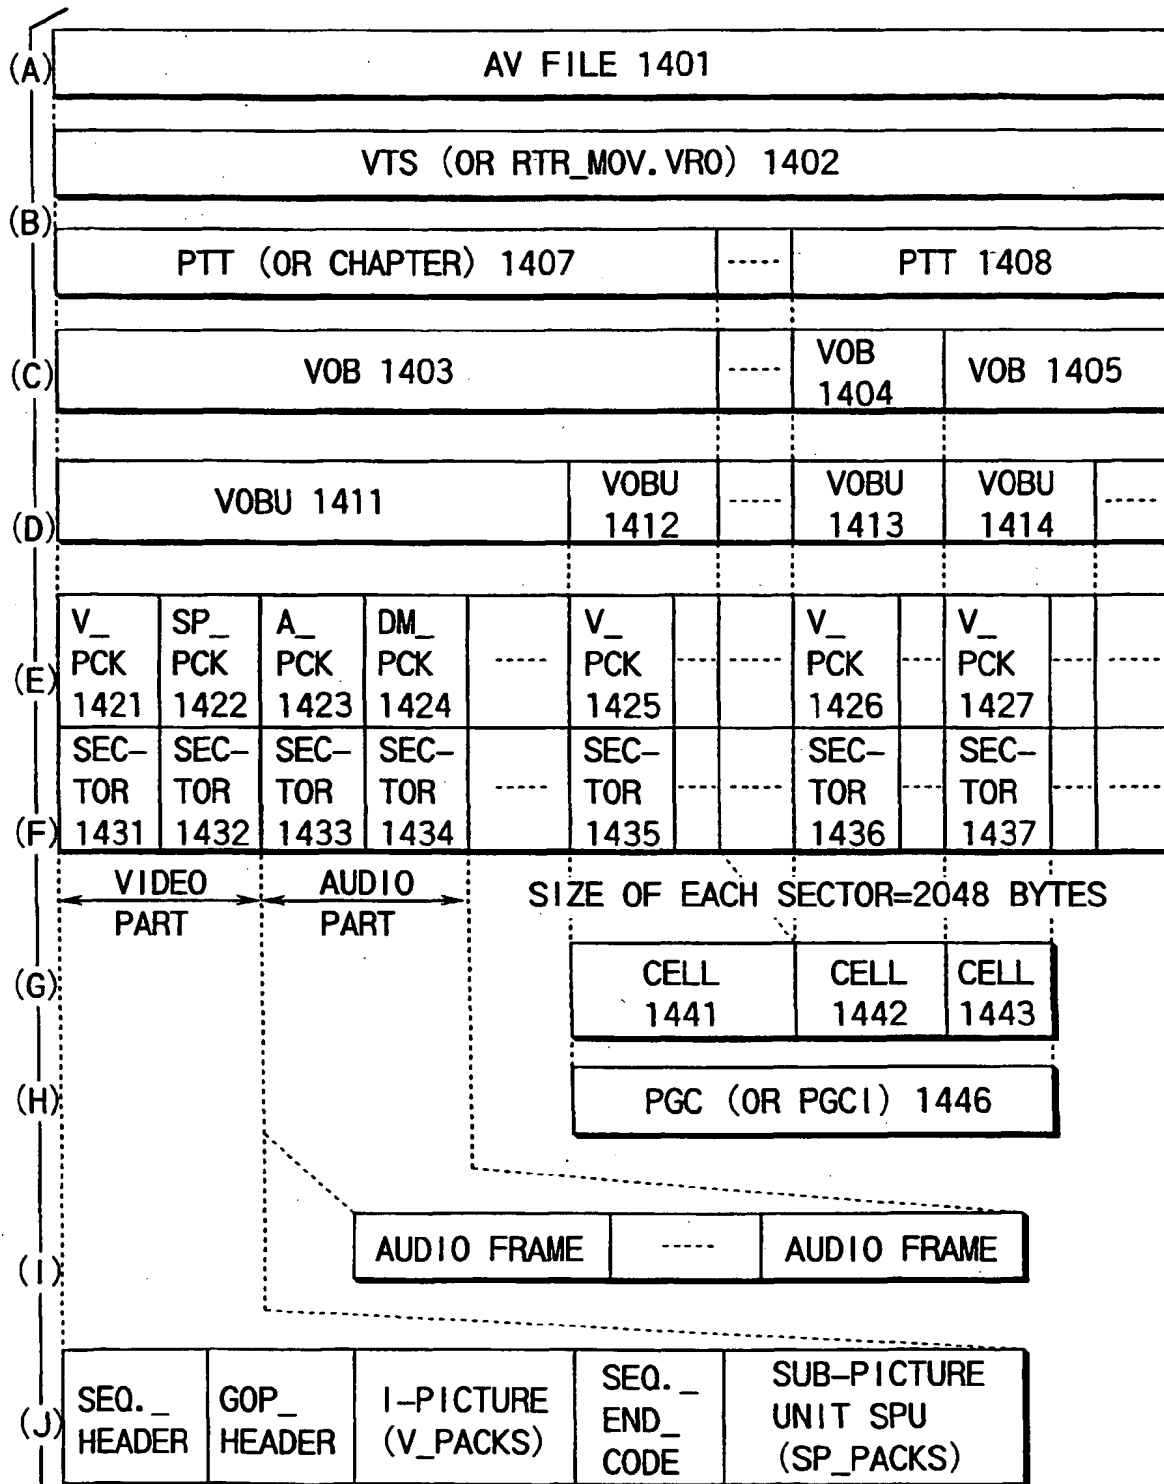 (A) AV FILE 1401
VTS (OR RTR_MOV.VRO) 1402
(B)
PTT (OR CHAPTER) 1407 ----- PTT 1408
(C) VOB 1403 ----- VOB 1404 VOB 1405
(D) VOBU 1411 VOBU 1412 ----- VOBU 1413 VOBU 1414 -----
(E) V_ PCK 1421 SP_ PCK 1422 A_ PCK 1423 DM_ PCK 1424 ----- V_ PCK 1425 ---- ----- V_ PCK 1426 ---- V_ PCK 1427 ---- -----
(F) SEC- TOR 1431 SEC- TOR 1432 SEC- TOR 1433 SEC- TOR 1434 ----- SEC- TOR 1435 ---- ----- SEC- TOR 1436 ---- SEC- TOR 1437 ---- -----
VIDEO PART AUDIO PART SIZE OF EACH SECTOR=2048 BYTES
(G) CELL 1441 CELL 1442 CELL 1443
(H) PGC (OR PGCI) 1446
(I) AUDIO FRAME ----- AUDIO FRAME
(J) SEQ._ HEADER GOP_ HEADER I-PICTURE (V_PACKS) SEQ._ END_ CODE SUB-PICTURE UNIT SPU (SP_PACKS)